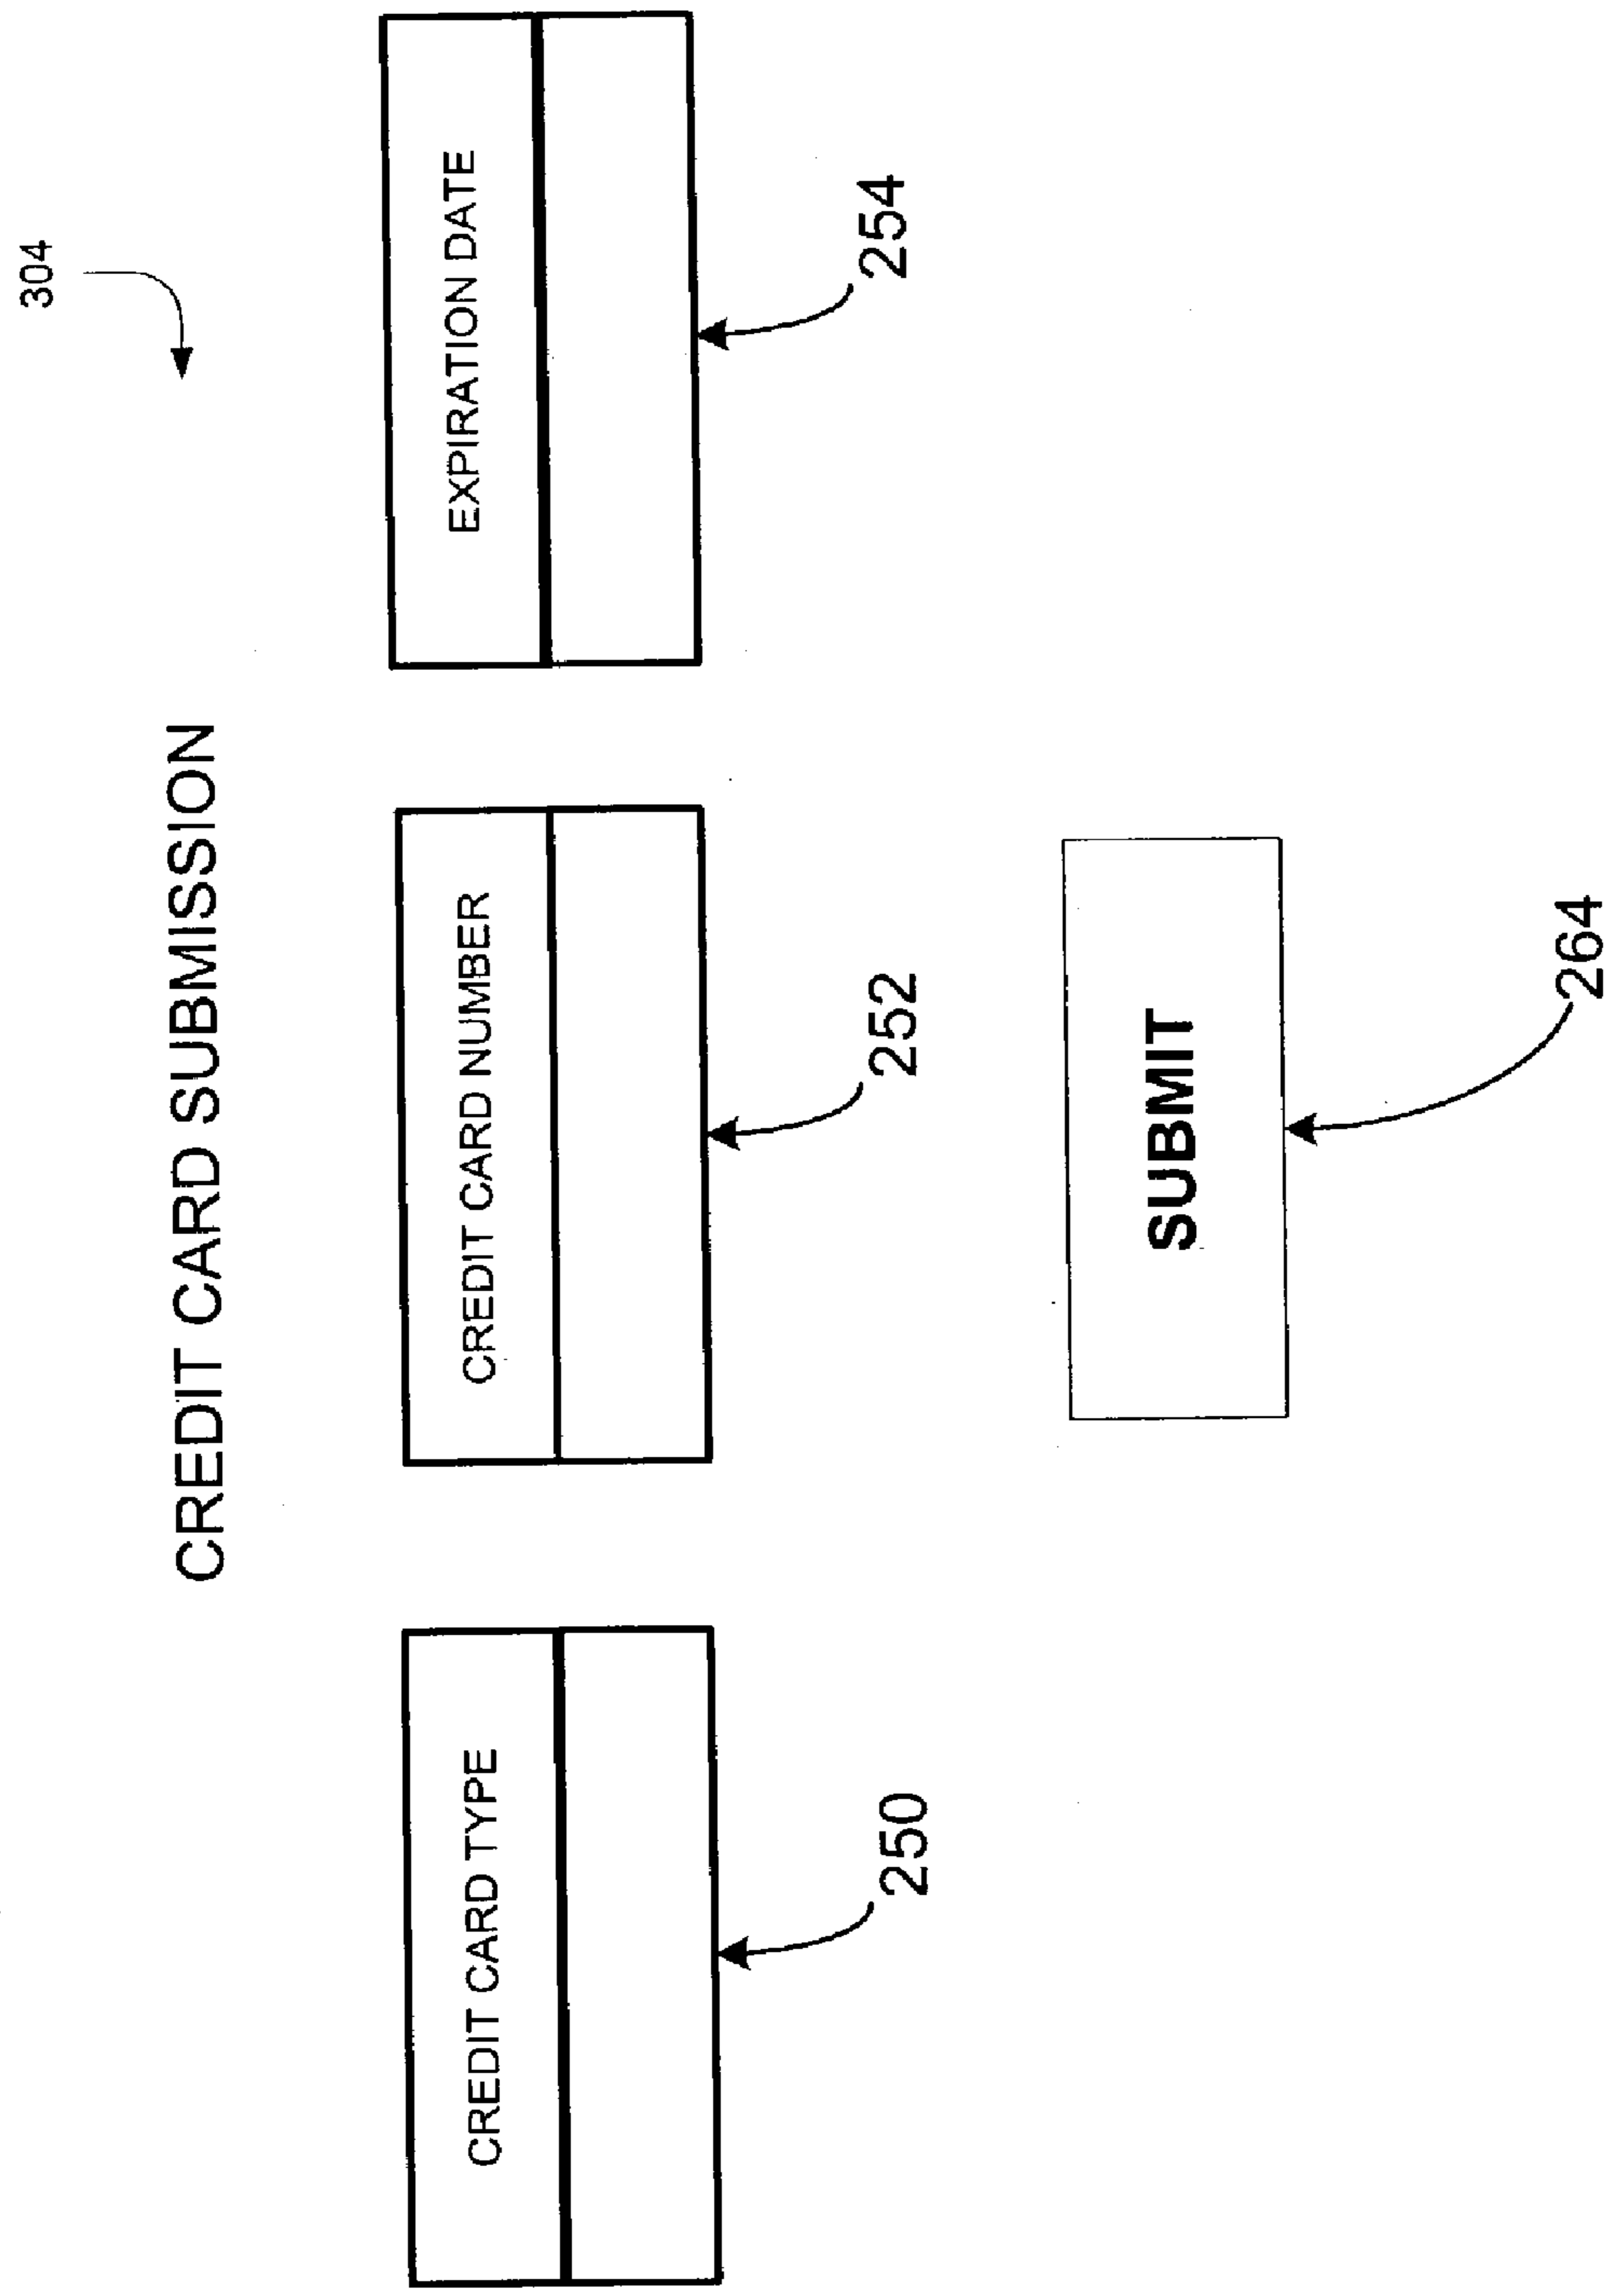 304
CREDIT CARD SUBMISSION
CREDIT CARD TYPE
CREDIT CARD NUMBER
EXPIRATION DATE
250
252
254
SUBMIT
264